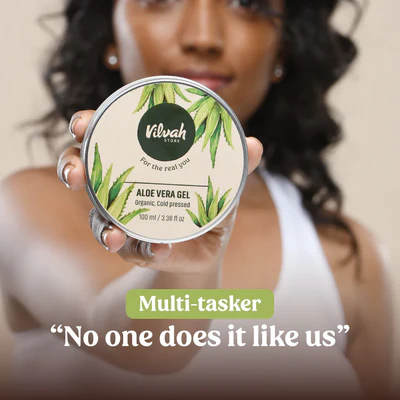 Vilvah
STORE
For the real you
ALOE VERA GEL
Organic, Cold pressed
100 ml / 3.38 fl oz
Multi-tasker
“No one does it like us”